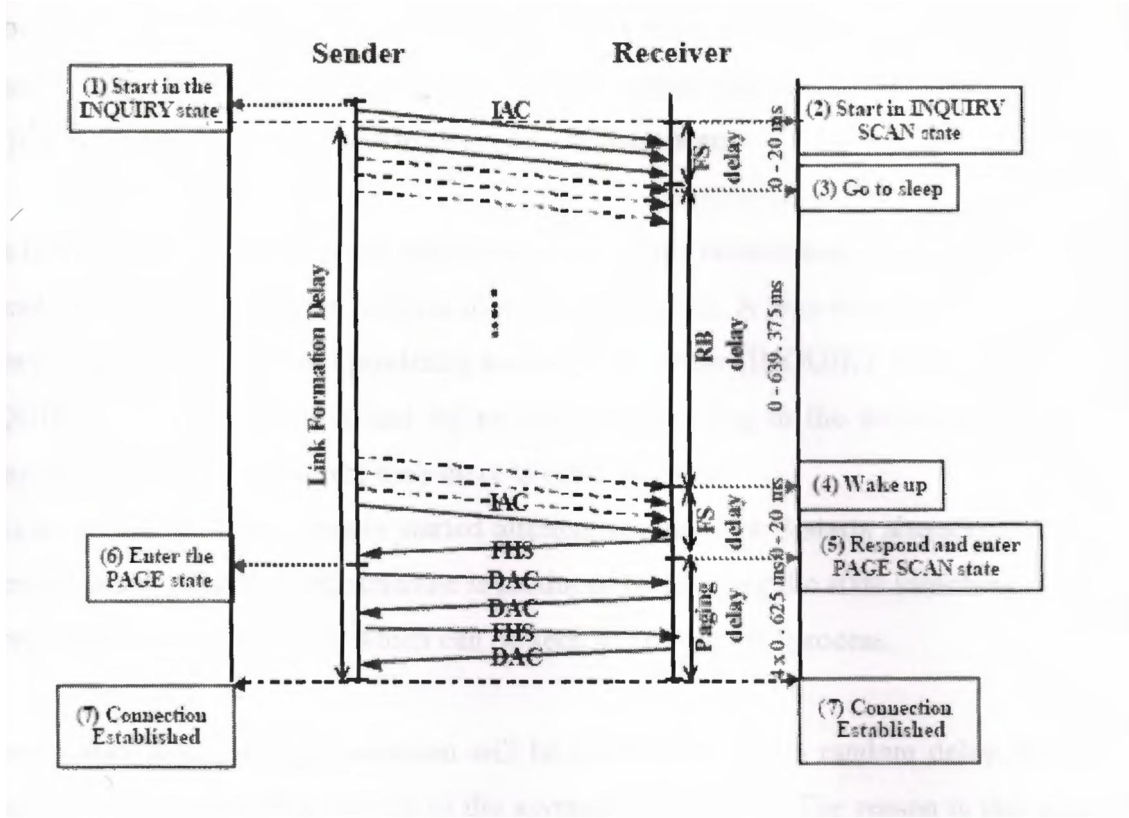 Sender
Receiver
(1) Start in the
INQUIRY state
IAC
(2) Start in INQUIRY
SCAN state
FS
delay
0 - 20 ms
(3) Go to sleep
Link Formation Delay
RB
delay
0 - 639.375 ms
(4) Wake up
IAC
FS
delay
0 - 20 ms
(5) Respond and enter
PAGE SCAN state
(6) Enter the
PAGE state
FHS
DAC
DAC
FHS
DAC
Paging
delay
4 x 0.625 ms
(7) Connection
Established
(7) Connection
Established